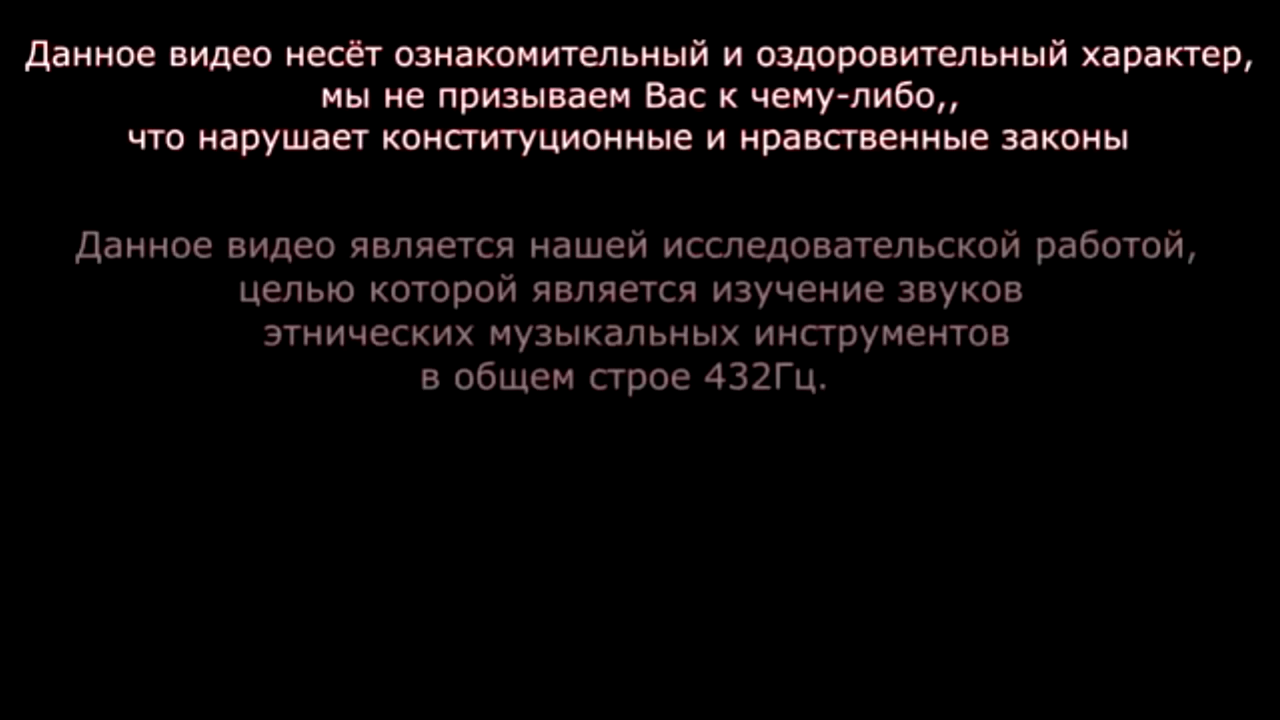 Данное видео несёт ознакомительный и оздоровительный характер,
мы не призываем Вас к чему-либо,,
что нарушает конституционные и нравственные законы
Данное видео является нашей исследовательской работой,
целью которой является изучение звуков
этнических музыкальных инструментов
в общем строе 432Гц.